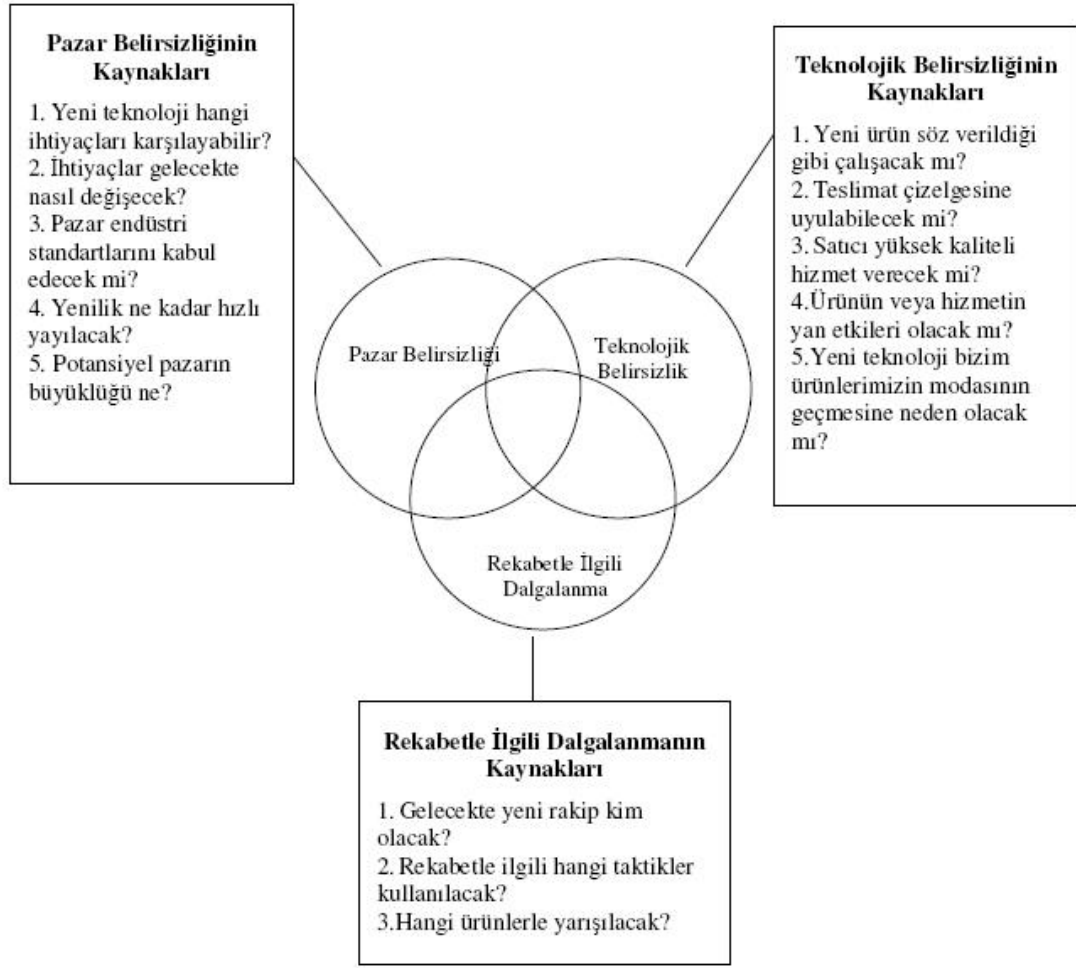 Pazar Belirsizliğinin
Kaynakları
1. Yeni teknoloji hangi
ihtiyaçları karşılayabilir?
2. İhtiyaçlar gelecekte
nasıl değişecek?
3. Pazar endüstri
standartlarını kabul
edecek mi?
4. Yenilik ne kadar hızlı
yayılacak?
5. Potansiyel pazarın
büyüklüğü ne?
Teknolojik Belirsizliğinin
Kaynakları
1. Yeni ürün söz verildiği
gibi çalışacak mı?
2. Teslimat çizelgesine
uyulabilecek mi?
3. Satıcı yüksek kaliteli
hizmet verecek mi?
4.Ürünün veya hizmetin
yan etkileri olacak mı?
5.Yeni teknoloji bizim
ürünlerimizin modasının
geçmesine neden olacak
mı?
Pazar Belirsizliği
Teknolojik
Belirsizlik
Rekabetle İlgili
Dalgalanma
Rekabetle İlgili Dalgalanmanın
Kaynakları
1. Gelecekte yeni rakip kim
olacak?
2. Rekabetle ilgili hangi taktikler
kullanılacak?
3.Hangi ürünlerle yarışılacak?